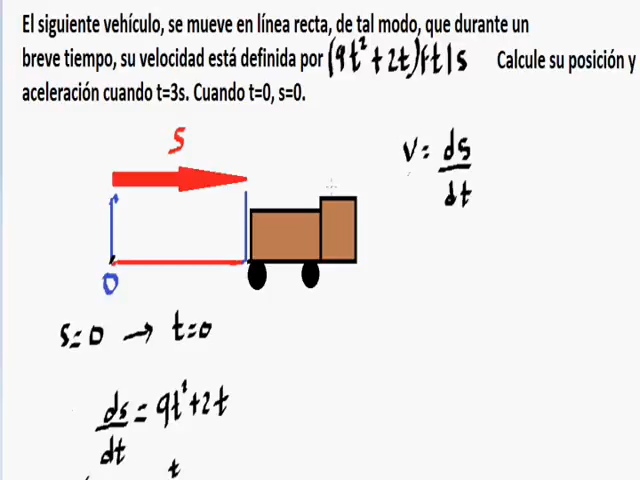 El siguiente vehículo, se mueve en línea recta, de tal modo, que durante un
breve tiempo, su velocidad está definida por (9t²+2t)ft/s Calcule su posición y
aceleración cuando t=3s. Cuando t=0, s=0.
S
v = ds/dt
0
s=0 → t=0
ds/dt = 9t²+2t
t